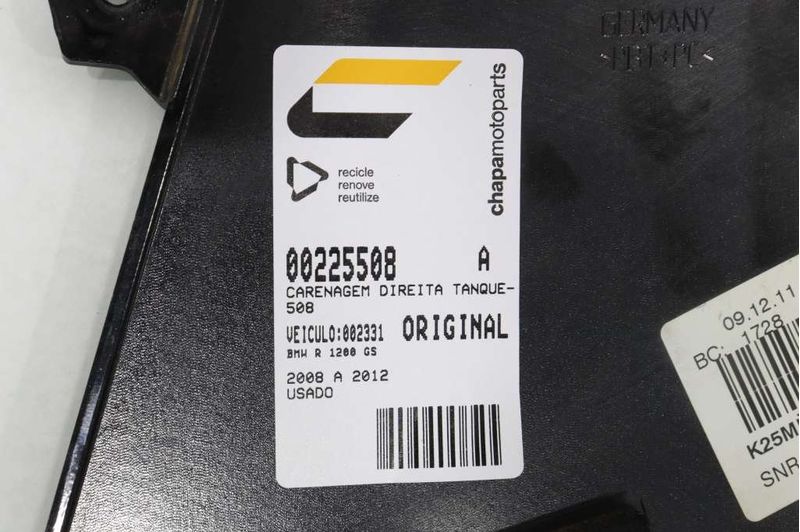 GERMANY
chapamotoparts
recicle
renove
reutilize
00225508 A
CARENAGEM DIREITA TANQUE-
508
VEICULO:002331 ORIGINAL
BMW R 1200 GS
2008 A 2012
USADO
09.12.11
BC. 1728
K25M
SNR